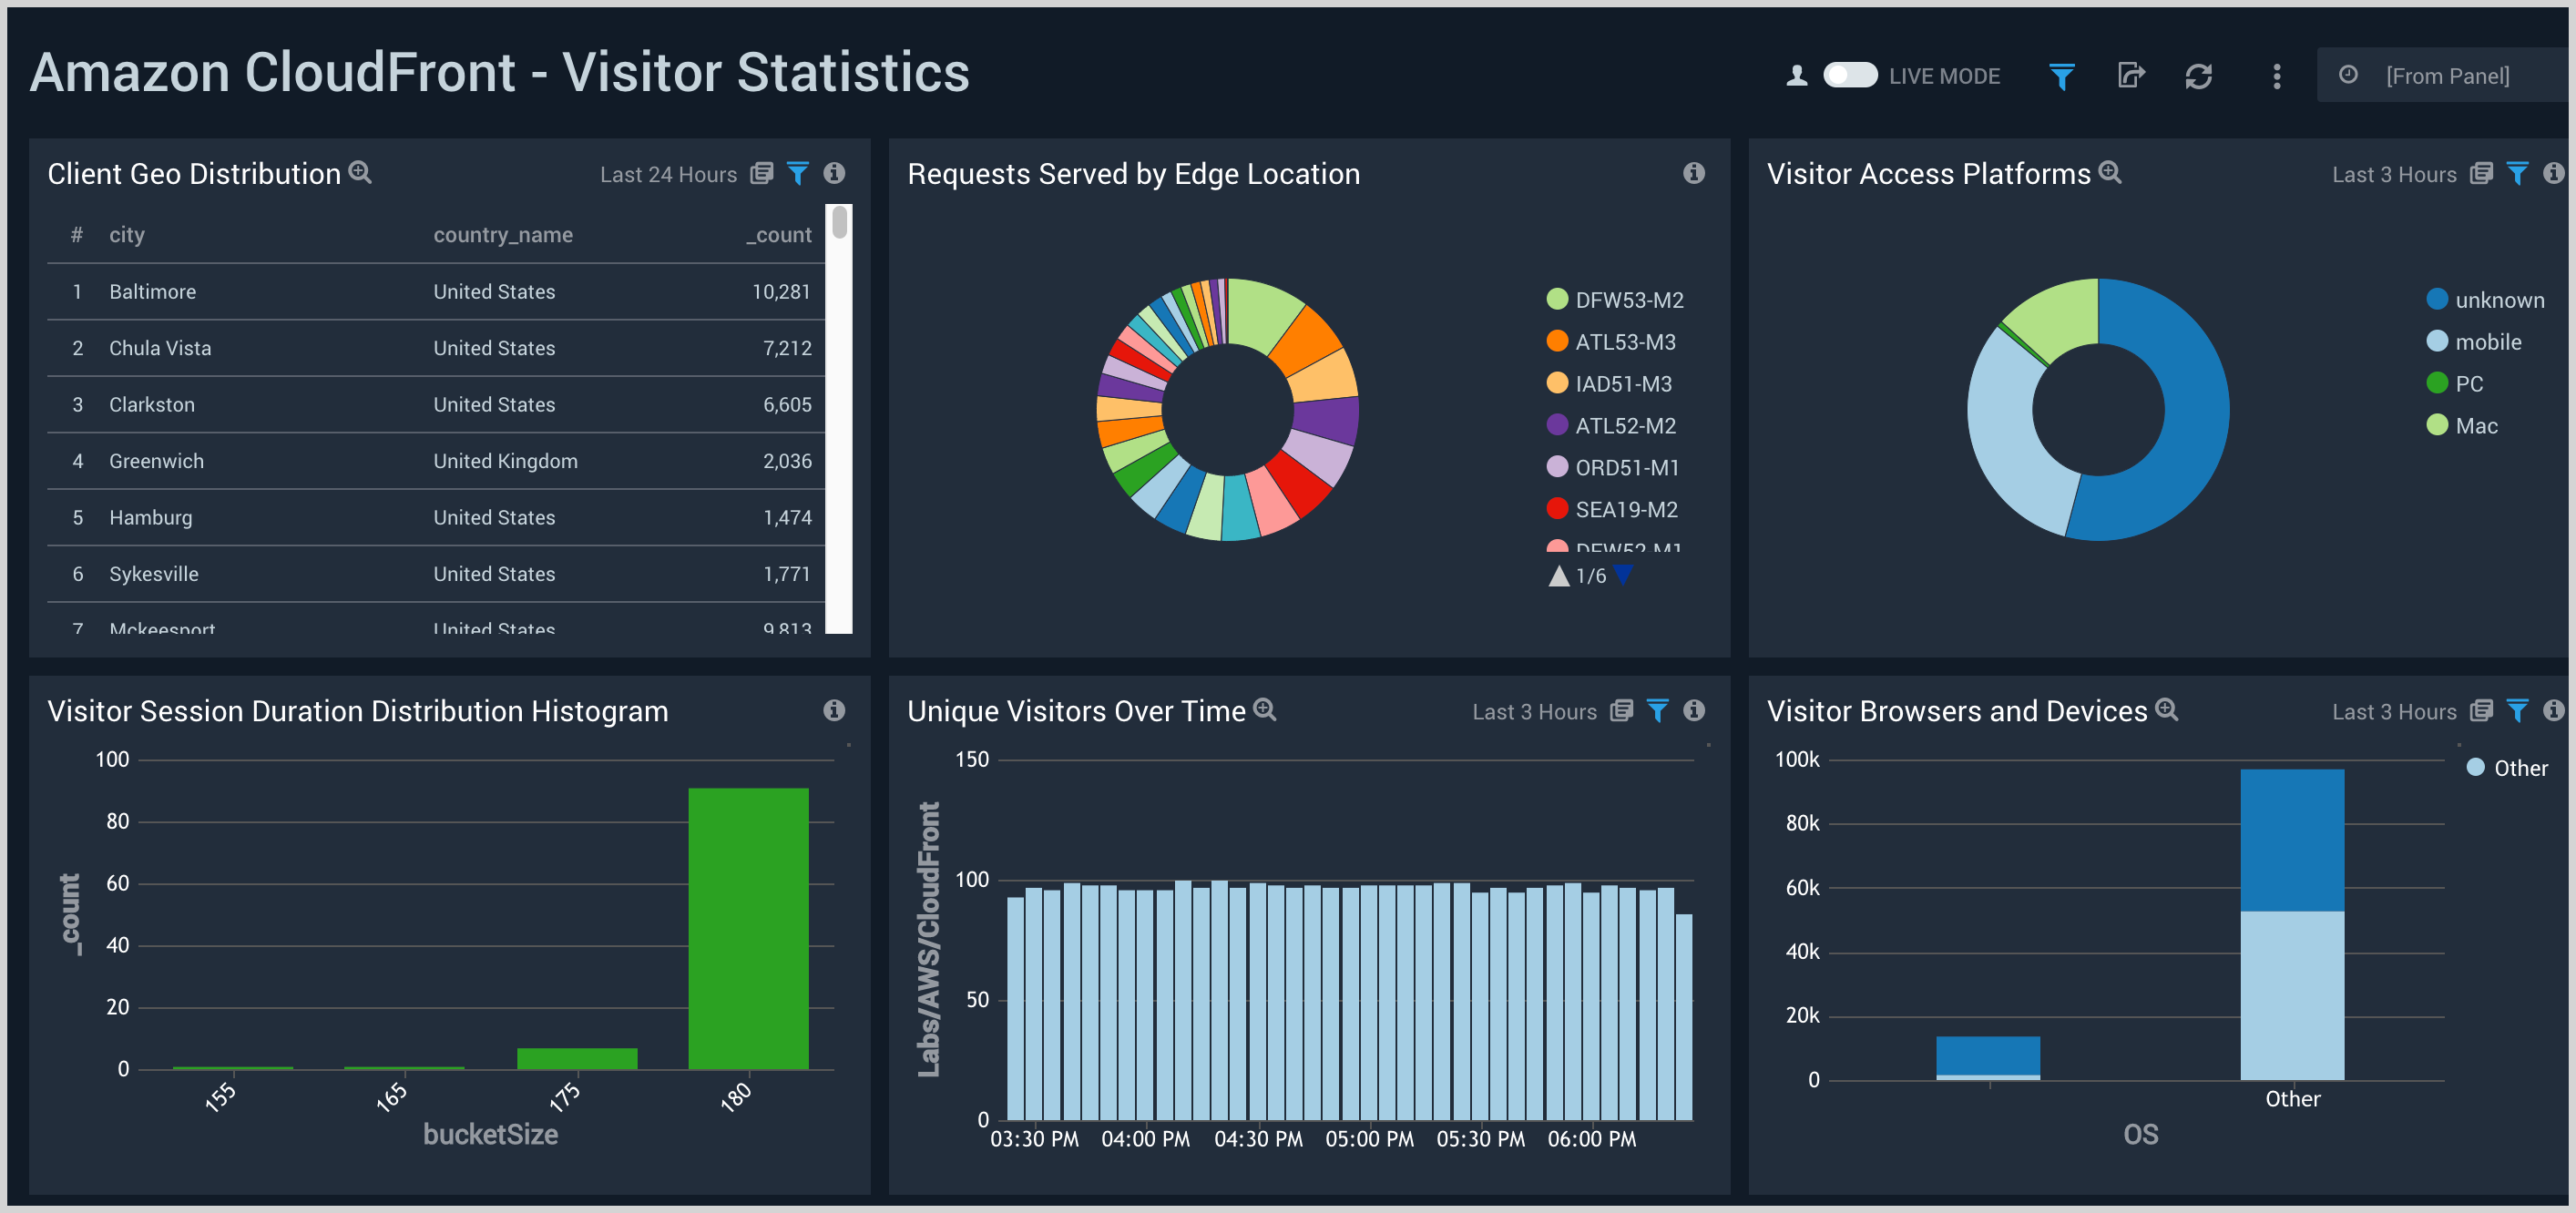 Amazon CloudFront - Visitor Statistics
LIVE MODE
[From Panel]
Client Geo Distribution
Last 24 Hours
# city country_name _count
1 Baltimore United States 10,281
2 Chula Vista United States 7,212
3 Clarkston United States 6,605
4 Greenwich United Kingdom 2,036
5 Hamburg United States 1,474
6 Sykesville United States 1,771
7 Mckeesport United States 9,813
Requests Served by Edge Location
DFW53-M2
ATL53-M3
IAD51-M3
ATL52-M2
ORD51-M1
SEA19-M2
DFW52-M1
1/6
Visitor Access Platforms
Last 3 Hours
unknown
mobile
PC
Mac
Visitor Session Duration Distribution Histogram
100
80
60
40
20
0
_count
155 165 175 180
bucketSize
Unique Visitors Over Time
Last 3 Hours
150
100
50
0
Labs/AWS/CloudFront
03:30 PM 04:00 PM 04:30 PM 05:00 PM 05:30 PM 06:00 PM
Visitor Browsers and Devices
Last 3 Hours
100k
80k
60k
40k
20k
0
Other
Other
OS